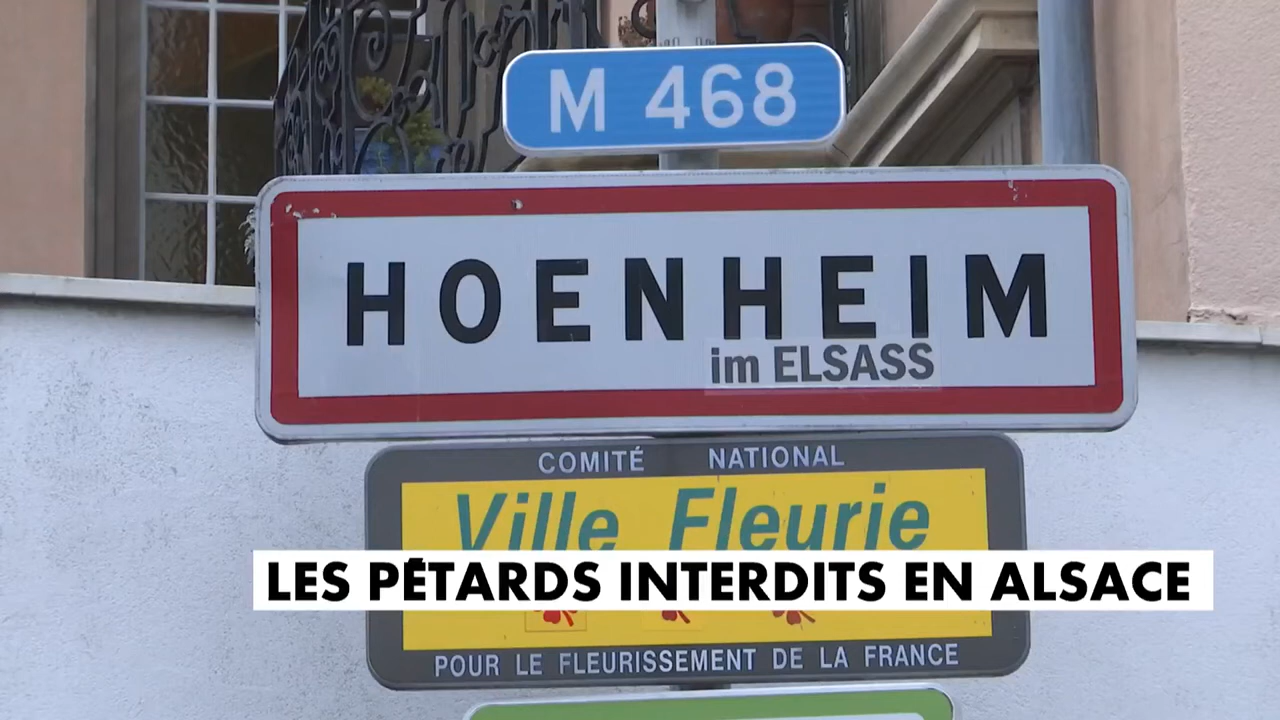 M 468
HOENHEIM
im ELSASS
COMITÉ NATIONAL
Ville Fleurie
LES PÉTARDS INTERDITS EN ALSACE
POUR LE FLEURISSEMENT DE LA FRANCE